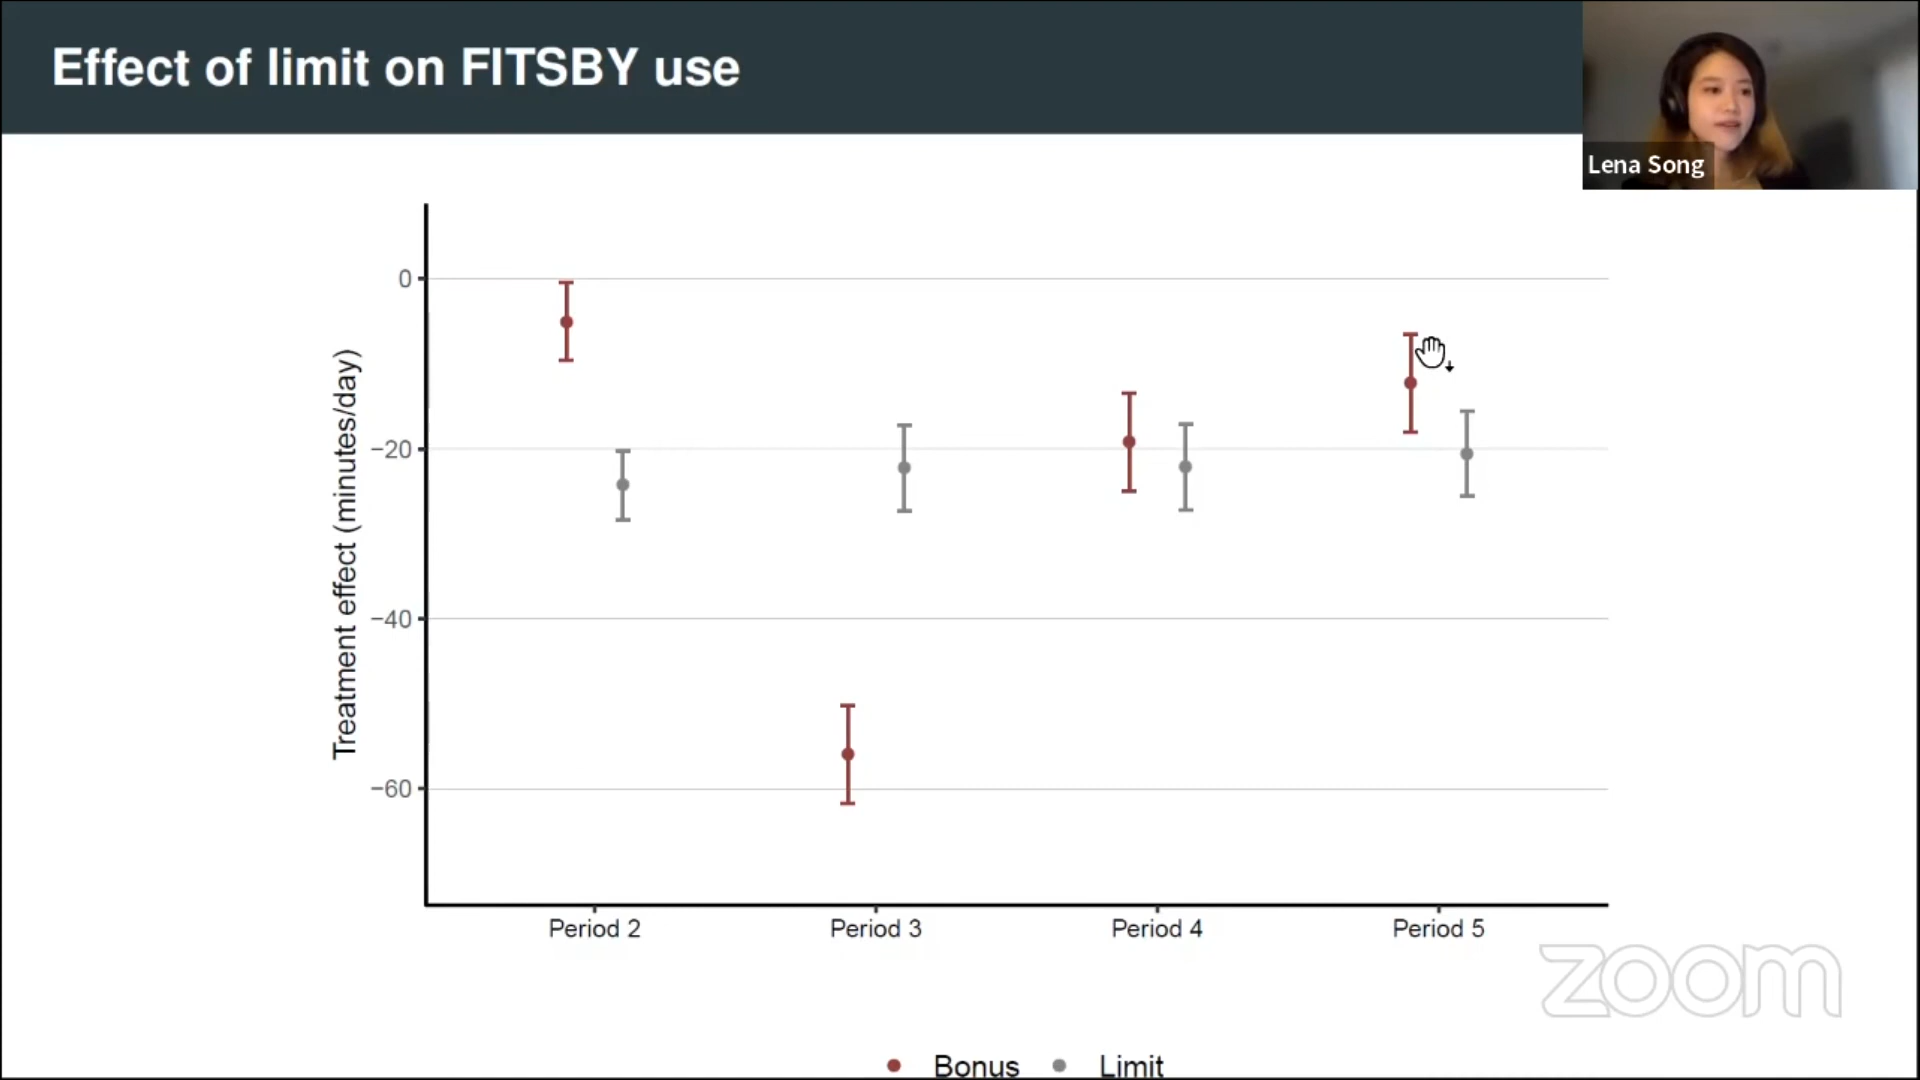 Effect of limit on FITSBY use
Lena Song
Treatment effect (minutes/day)
0
−20
−40
−60
Period 2
Period 3
Period 4
Period 5
Bonus
Limit
zoom